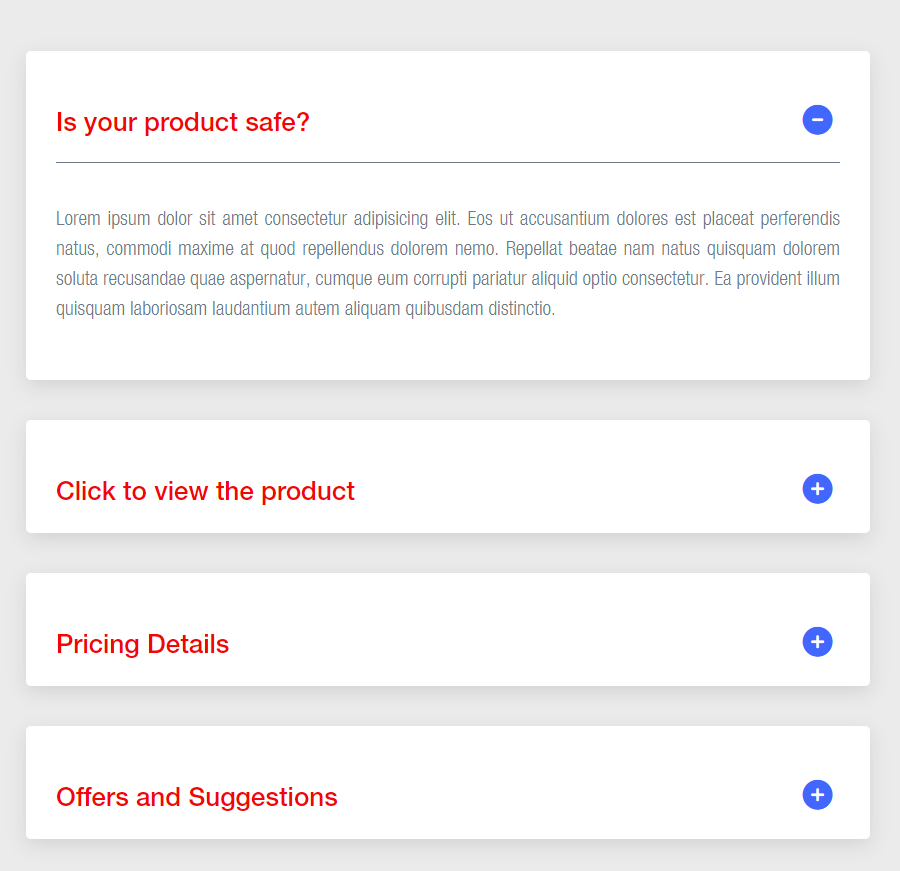 Is your product safe?
Lorem ipsum dolor sit amet consectetur adipisicing elit. Eos ut accusantium dolores est placeat perferendis
natus, commodi maxime at quod repellendus dolorem nemo. Repellat beatae nam natus quisquam dolorem
soluta recusandae quae aspernatur, cumque eum corrupti pariatur aliquid optio consectetur. Ea provident illum
quisquam laboriosam laudantium autem aliquam quibusdam distinctio.
Click to view the product
Pricing Details
Offers and Suggestions